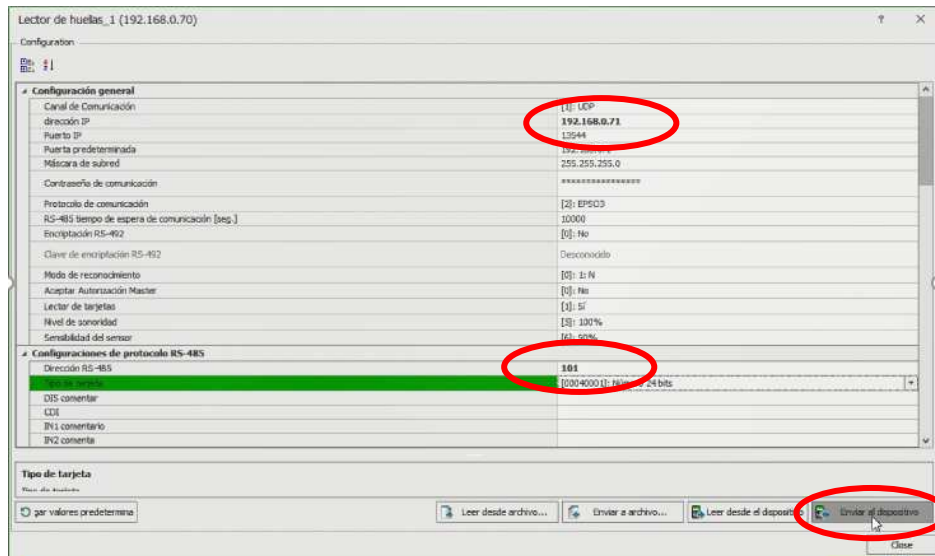 Lector de huelas_1 (192.168.0.70)
Configuration
Configuración general
Canal de Comunicación [1]: UDP
dirección IP 192.168.0.71
Puerto IP 13544
Puerta predeterminada
Máscara de subred 255.255.255.0
Contraseña de comunicación ****************
Protocolo de comunicación [2]: EPSO3
RS-485 tiempo de espera de comunicación [seg.] 10000
Encriptación RS-492 [0]: No
Clave de encriptación RS-492 Desconocido
Modo de reconocimiento [0]: 1:N
Aceptar Autorización Master [0]: No
Lector de tarjetas [1]: Sí
Nivel de sonoridad [5]: 100%
Sensibilidad del sensor [6]: 90%
Configuraciones de protocolo RS-485
Dirección RS-485 101
Tipo de tarjeta [00040001]: Número 24 bits
DIS comentar
CDI
IN1 comentario
IN2 comenta
Tipo de tarjeta
Tipo de tarjeta
gar valores predetermina Leer desde archivo... Enviar a archivo... Leer desde el dispositivo Enviar al dispositivo
Close